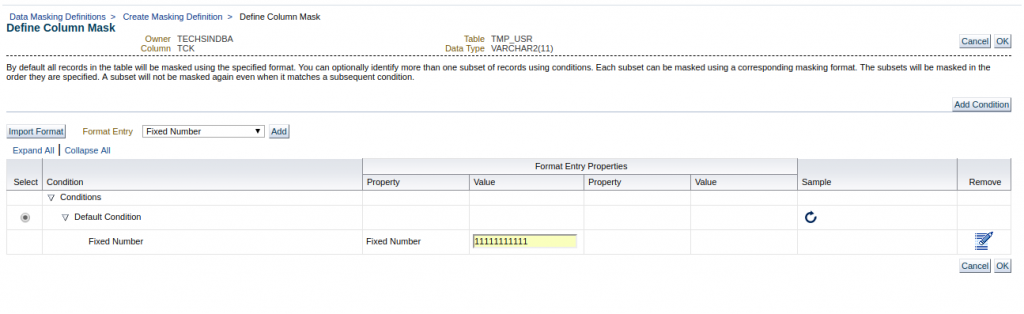 Data Masking Definitions > Create Masking Definition > Define Column Mask
Define Column Mask
Owner TECHSINDBA Table TMP_USR
Column TCK Data Type VARCHAR2(11)
Cancel OK
By default all records in the table will be masked using the specified format. You can optionally identify more than one subset of records using conditions. Each subset can be masked using a corresponding masking format. The subsets will be masked in the
order they are specified. A subset will not be masked again even when it matches a subsequent condition.
Add Condition
Import Format Format Entry Fixed Number Add
Expand All | Collapse All
Format Entry Properties
Select Condition Property Value Property Value Sample Remove
Conditions
Default Condition
Fixed Number Fixed Number 11111111111
Cancel OK